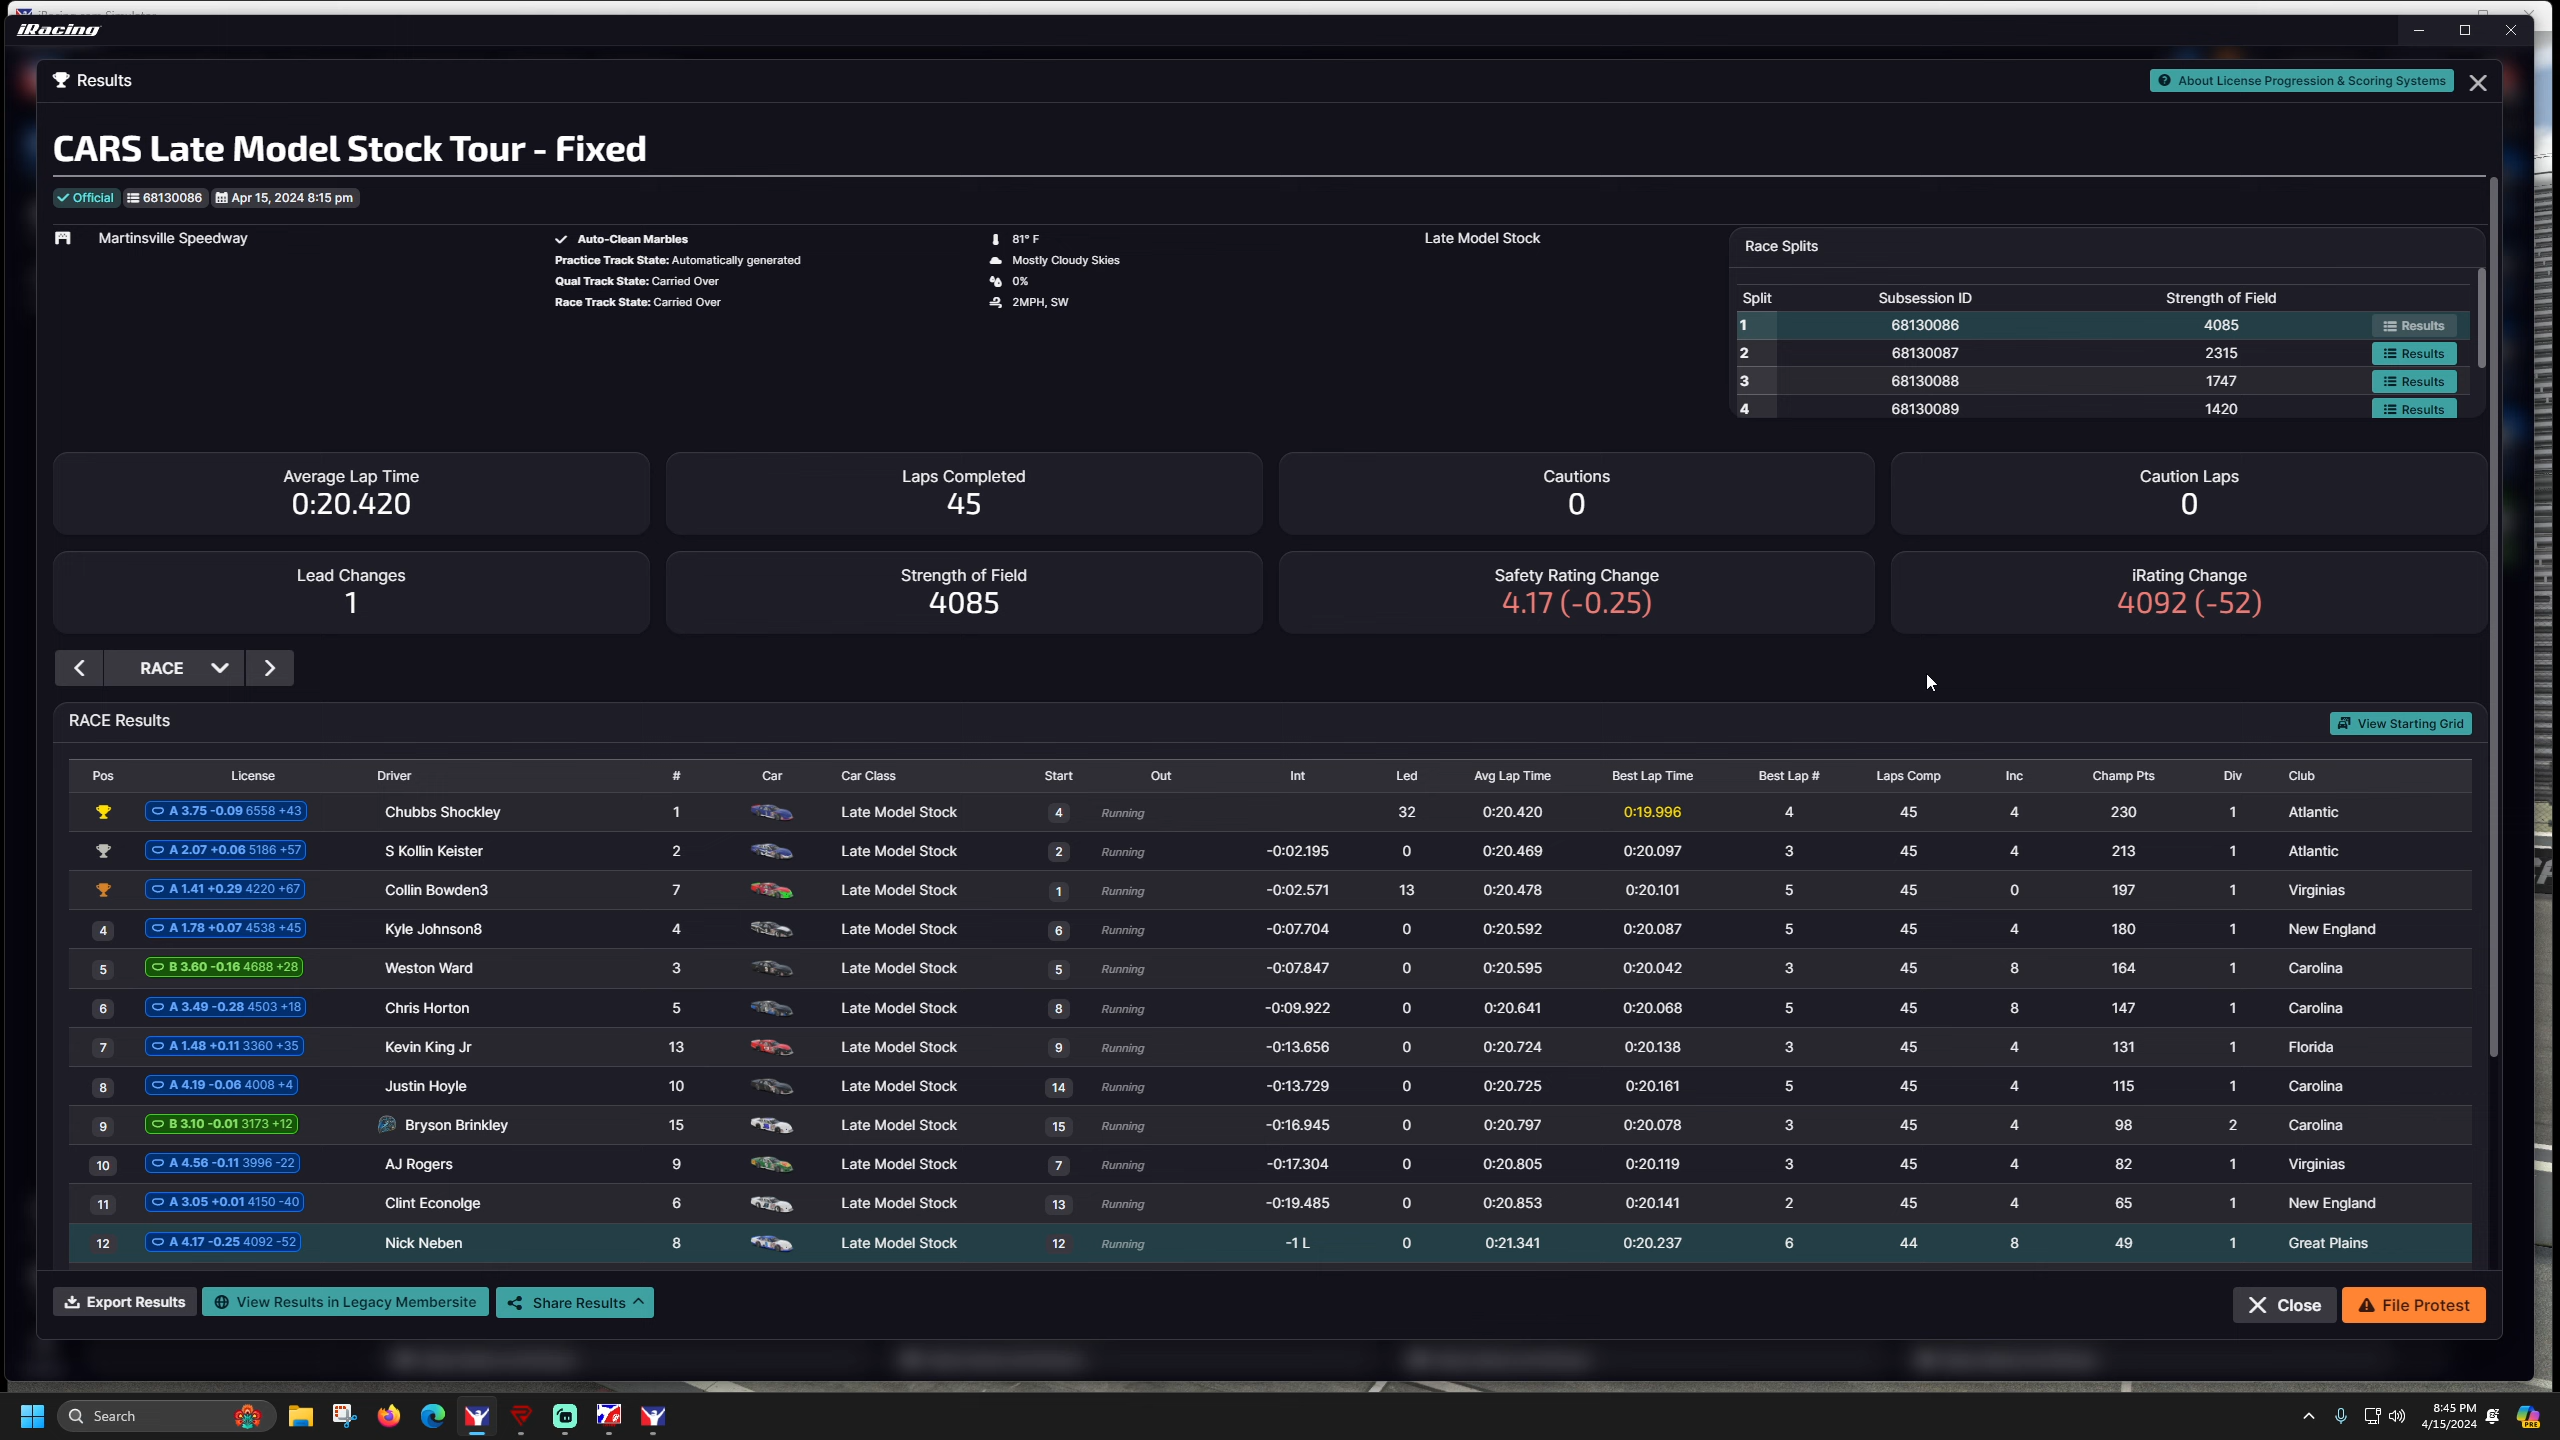 iRacing
Results
About License Progression & Scoring Systems
CARS Late Model Stock Tour - Fixed
Official 68130086 Apr 15, 2024 8:15 pm
Martinsville Speedway
Auto-Clean Marbles
Practice Track State: Automatically generated
Qual Track State: Carried Over
Race Track State: Carried Over
81° F
Mostly Cloudy Skies
0%
2MPH, SW
Late Model Stock
Race Splits
Split Subsession ID Strength of Field
1 68130086 4085 Results
2 68130087 2315 Results
3 68130088 1747 Results
4 68130089 1420 Results
Average Lap Time
0:20.420
Laps Completed
45
Cautions
0
Caution Laps
0
Lead Changes
1
Strength of Field
4085
Safety Rating Change
4.17 (-0.25)
iRating Change
4092 (-52)
RACE
RACE Results
View Starting Grid
Pos License Driver # Car Car Class Start Out Int Led Avg Lap Time Best Lap Time Best Lap # Laps Comp Inc Champ Pts Div Club
A 3.75 -0.09 6558 +43 Chubbs Shockley 1 Late Model Stock 4 Running 32 0:20.420 0:19.996 4 45 4 230 1 Atlantic
A 2.07 +0.06 5186 +57 S Kollin Keister 2 Late Model Stock 2 Running -0:02.195 0 0:20.469 0:20.097 3 45 4 213 1 Atlantic
A 1.41 +0.29 4220 +67 Collin Bowden3 7 Late Model Stock 1 Running -0:02.571 13 0:20.478 0:20.101 5 45 0 197 1 Virginias
4 A 1.78 +0.07 4538 +45 Kyle Johnson8 4 Late Model Stock 6 Running -0:07.704 0 0:20.592 0:20.087 5 45 4 180 1 New England
5 B 3.60 -0.16 4688 +28 Weston Ward 3 Late Model Stock 5 Running -0:07.847 0 0:20.595 0:20.042 3 45 8 164 1 Carolina
6 A 3.49 -0.28 4503 +18 Chris Horton 5 Late Model Stock 8 Running -0:09.922 0 0:20.641 0:20.068 5 45 8 147 1 Carolina
7 A 1.48 +0.11 3360 +35 Kevin King Jr 13 Late Model Stock 9 Running -0:13.656 0 0:20.724 0:20.138 3 45 4 131 1 Florida
8 A 4.19 -0.06 4008 +4 Justin Hoyle 10 Late Model Stock 14 Running -0:13.729 0 0:20.725 0:20.161 5 45 4 115 1 Carolina
9 B 3.10 -0.01 3173 +12 Bryson Brinkley 15 Late Model Stock 15 Running -0:16.945 0 0:20.797 0:20.078 3 45 4 98 2 Carolina
10 A 4.56 -0.11 3996 -22 AJ Rogers 9 Late Model Stock 7 Running -0:17.304 0 0:20.805 0:20.119 3 45 4 82 1 Virginias
11 A 3.05 +0.01 4150 -40 Clint Econolge 6 Late Model Stock 13 Running -0:19.485 0 0:20.853 0:20.141 2 45 4 65 1 New England
12 A 4.17 -0.25 4092 -52 Nick Neben 8 Late Model Stock 12 Running -1 L 0 0:21.341 0:20.237 6 44 8 49 1 Great Plains
Export Results View Results in Legacy Membersite Share Results Close File Protest
Search
8:45 PM
4/15/2024